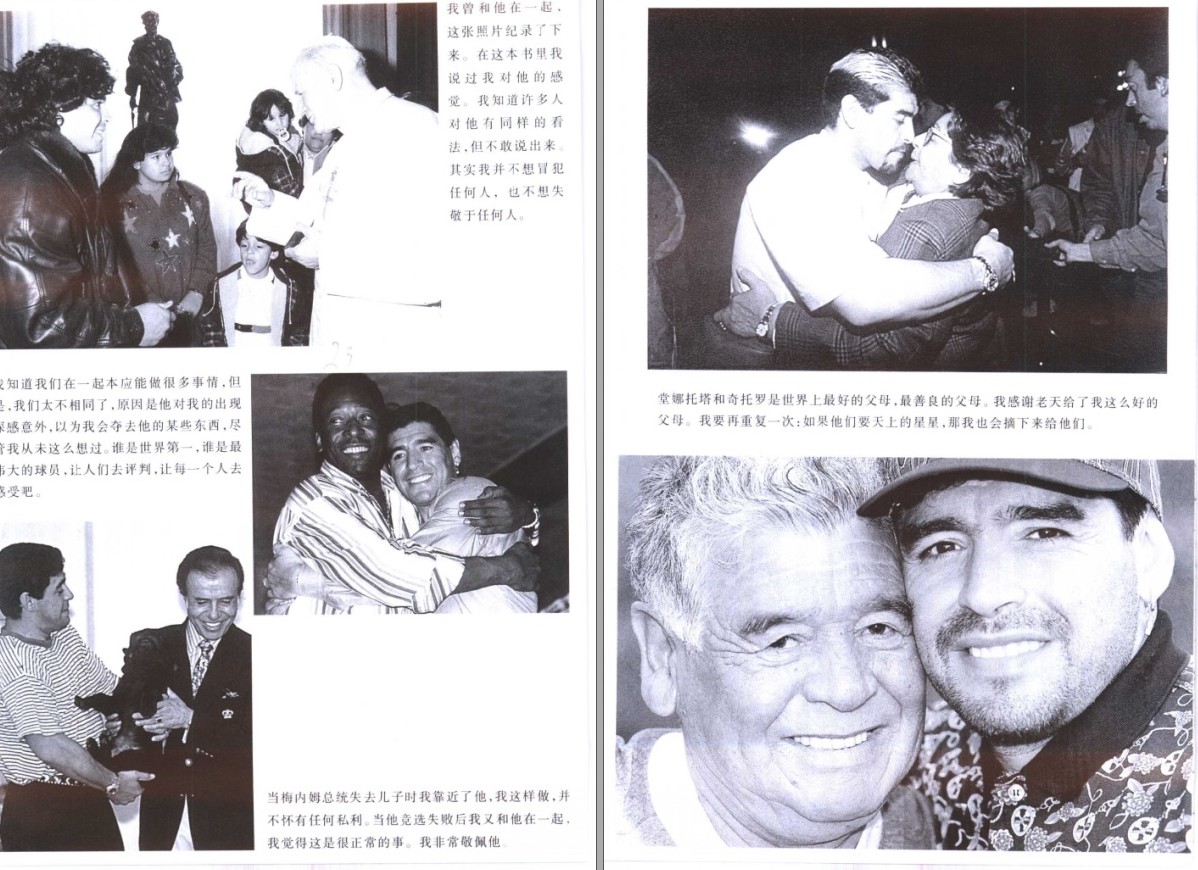 我曾和他在一起，
这张照片纪录了下
来。在这本书里我
说过我对他的感
觉。我知道许多人
对他有同样的看
法，但不敢说出来。
其实我并不想冒犯
任何人，也不想失
敬于任何人。
我知道我们在一起本应能做很多事情，但
是，我们太不相同了，原因是他对我的出现
深感意外，以为我会夺去他的某些东西，尽
管我从未这么想过。谁是世界第一，谁是最
伟大的球员，让人们去评判，让每一个人去
感受吧。
当梅内姆总统失去儿子时我靠近了他，我这样做，并
不怀有任何私利。当他竞选失败后我又和他在一起，
我觉得这是很正常的事。我非常敬佩他
堂娜托塔和奇托罗是世界上最好的父母，最善良的父母。我感谢老天给了我这么好的
父母。我要再重复一次：如果他们要天上的星星，那我也会摘下来给他们。